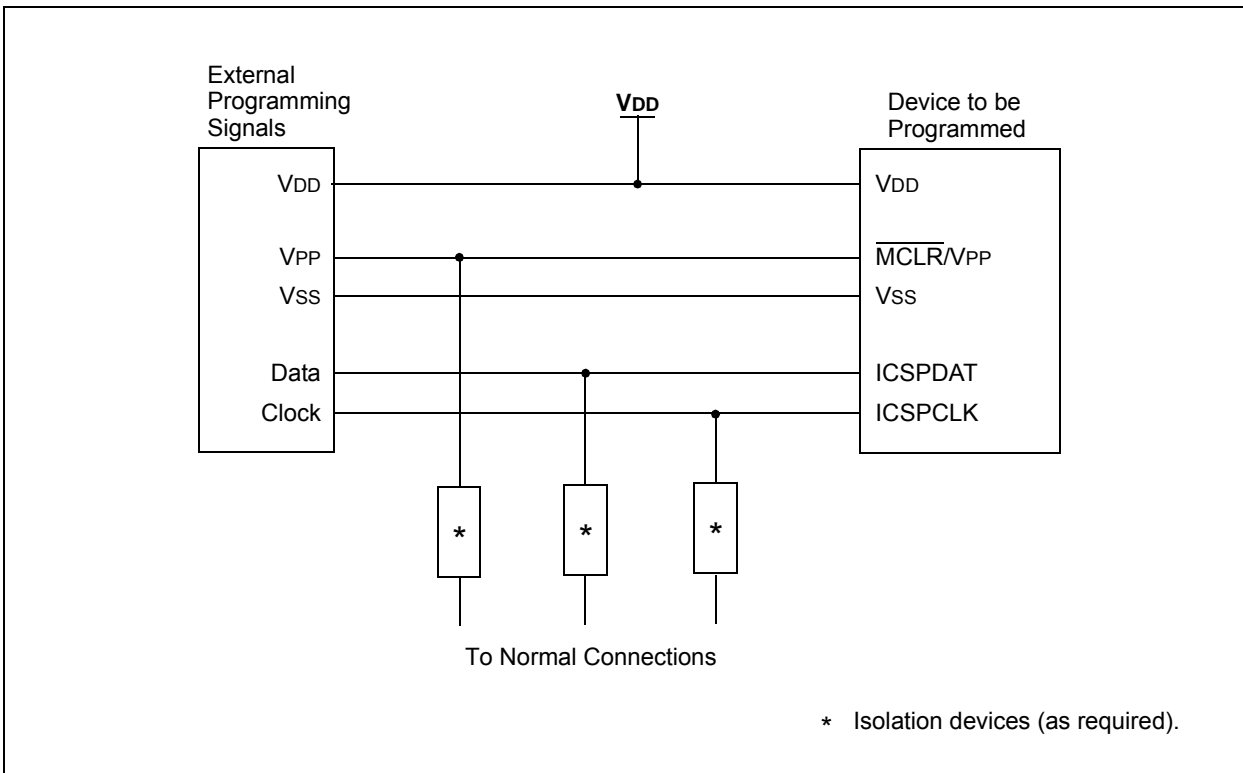 External
Programming
Signals
VDD
Device to be
Programmed
VDD
VDD
VPP
MCLR/VPP
VSS
VSS
Data
ICSPDAT
Clock
ICSPCLK
*
*
*
To Normal Connections
* Isolation devices (as required).